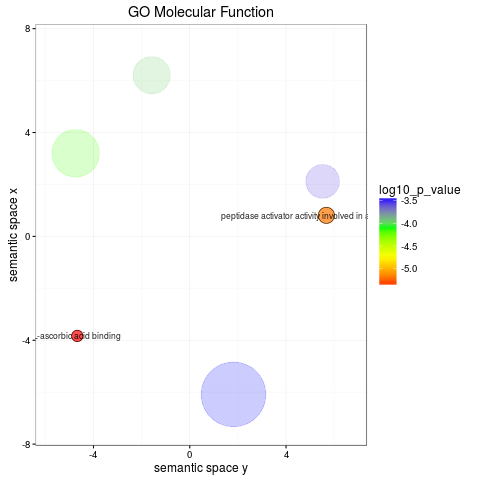 GO Molecular Function
8
4
0
-4
-8
semantic space x
peptidase activator activity involved in a
-ascorbic acid binding
-4
0
4
semantic space y
log10_p_value
-3.5
-4.0
-4.5
-5.0